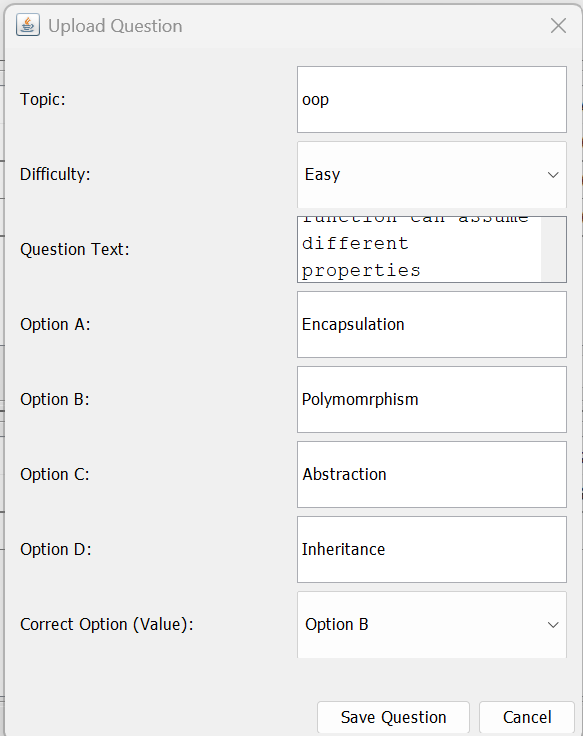 Upload Question
Topic:
oop
Difficulty:
Easy
Question Text:
function can assume
different
properties
Option A:
Encapsulation
Option B:
Polymomrphism
Option C:
Abstraction
Option D:
Inheritance
Correct Option (Value):
Option B
Save Question
Cancel